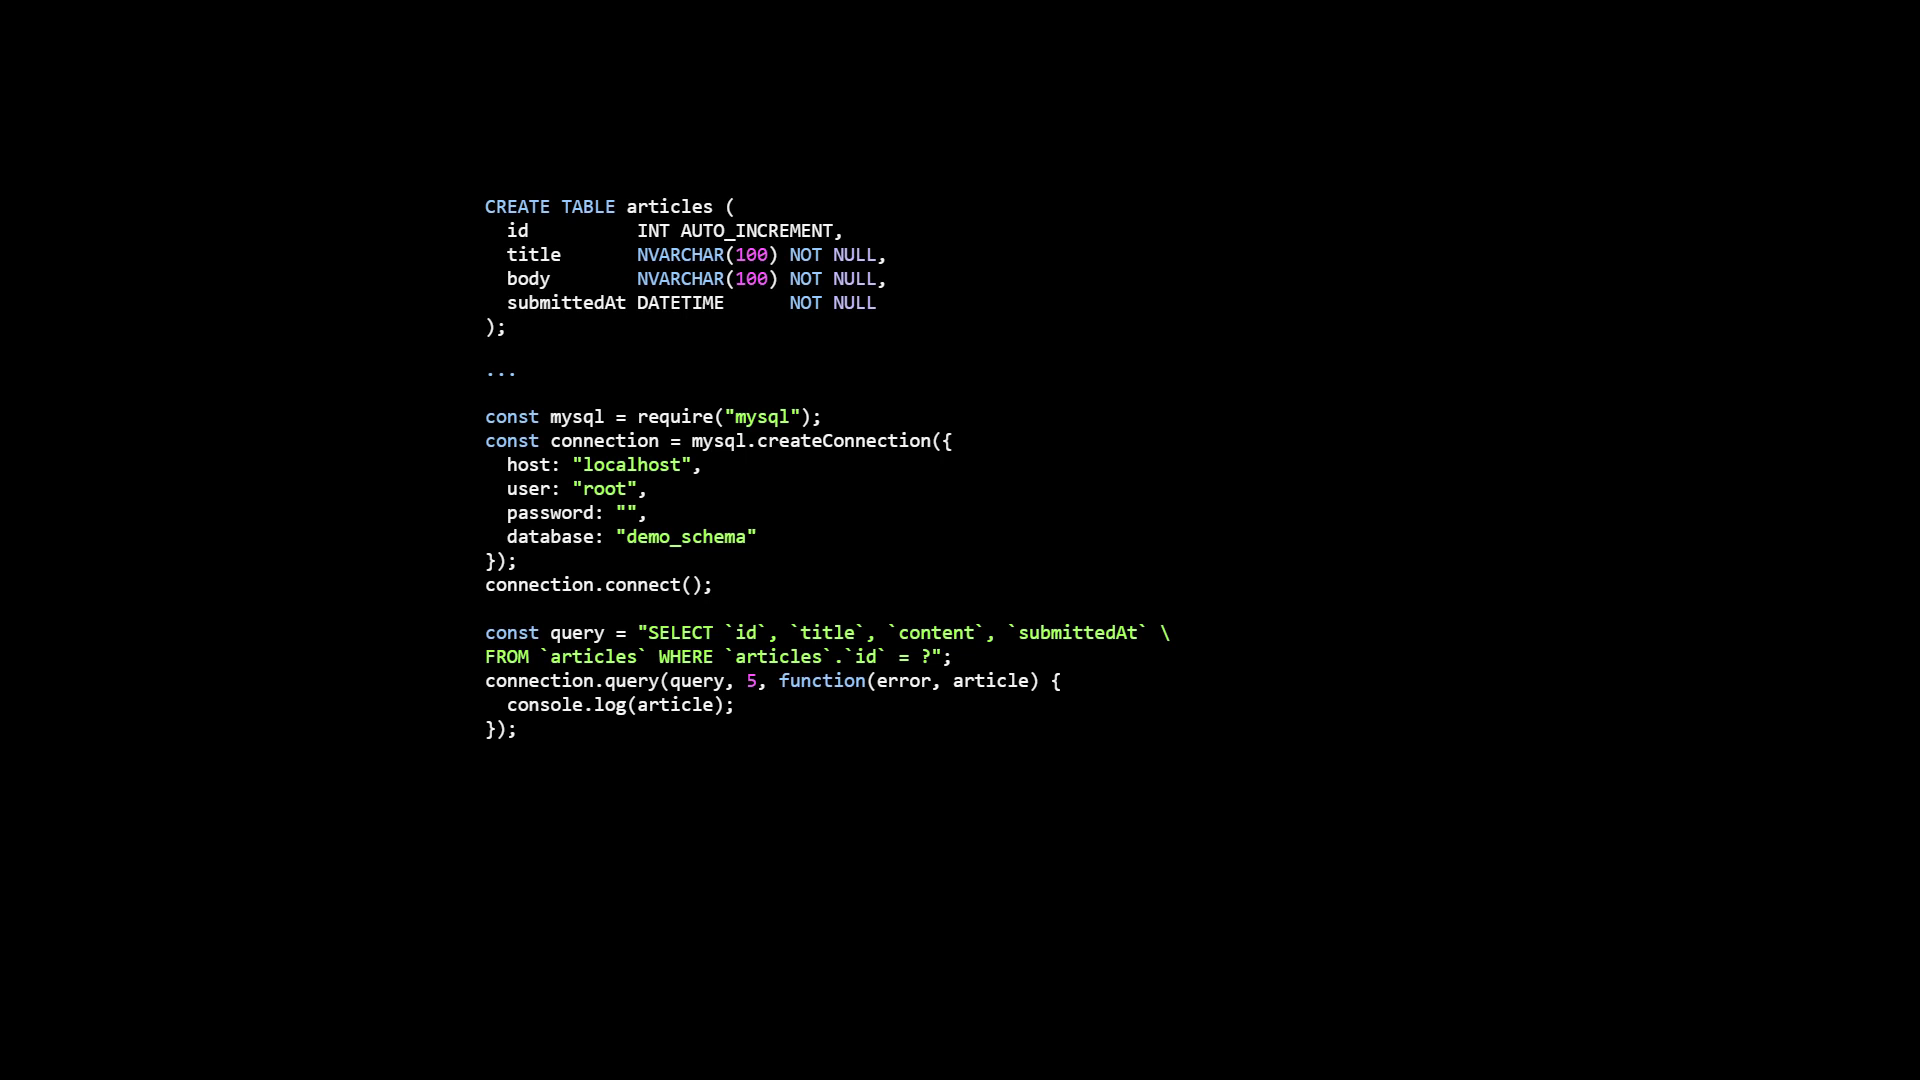 CREATE TABLE articles (
  id          INT AUTO_INCREMENT,
  title       NVARCHAR(100) NOT NULL,
  body        NVARCHAR(100) NOT NULL,
  submittedAt DATETIME      NOT NULL
);
...
const mysql = require("mysql");
const connection = mysql.createConnection({
  host: "localhost",
  user: "root",
  password: "",
  database: "demo_schema"
});
connection.connect();
const query = "SELECT `id`, `title`, `content`, `submittedAt` \
FROM `articles` WHERE `articles`.`id` = ?";
connection.query(query, 5, function(error, article) {
  console.log(article);
});